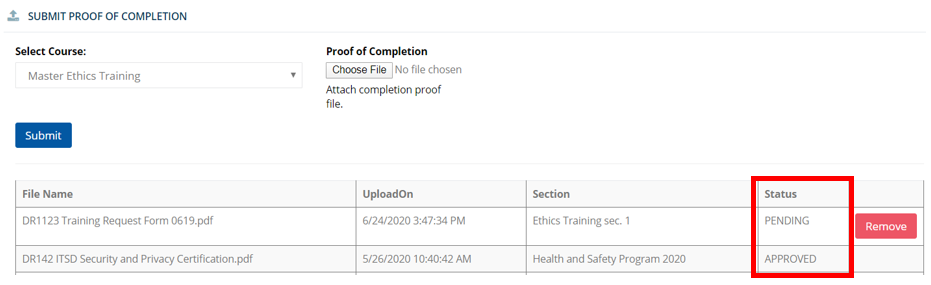 SUBMIT PROOF OF COMPLETION
Select Course:
Master Ethics Training
Proof of Completion
Choose File No file chosen
Attach completion proof
file.
Submit
File Name UploadOn Section Status
DR1123 Training Request Form 0619.pdf 6/24/2020 3:47:34 PM Ethics Training sec. 1 PENDING Remove
DR142 ITSD Security and Privacy Certification.pdf 5/26/2020 10:40:42 AM Health and Safety Program 2020 APPROVED